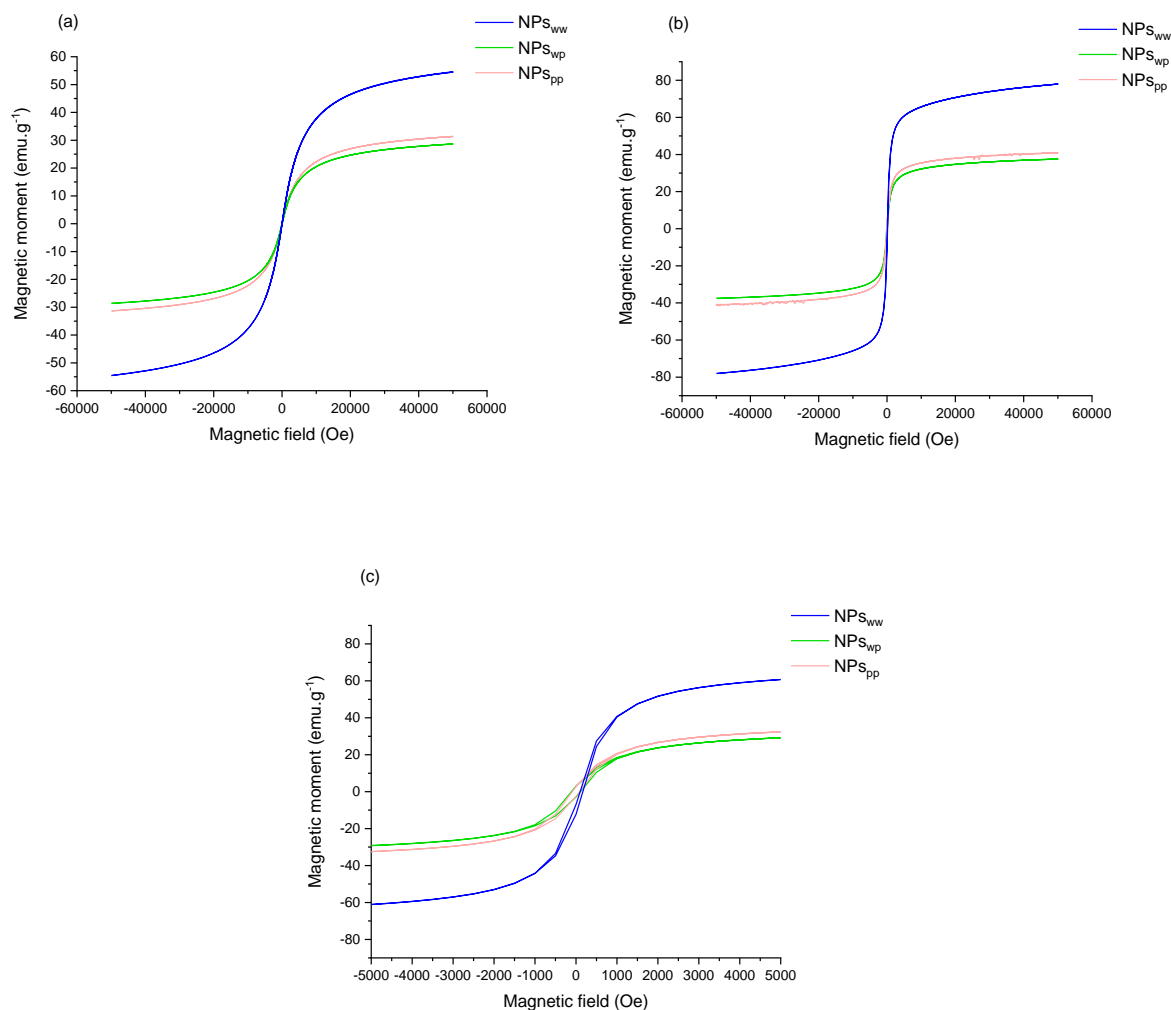 (a)
NPsww
NPswp
NPspp
60
50
40
30
20
10
0
-10
-20
-30
-40
-50
-60
Magnetic moment (emu.g-1)
-60000 -40000 -20000 0 20000 40000 60000
Magnetic field (Oe)
(b)
NPsww
NPswp
NPspp
80
60
40
20
0
-20
-40
-60
-80
Magnetic moment (emu.g-1)
-60000 -40000 -20000 0 20000 40000 60000
Magnetic field (Oe)
(c)
NPsww
NPswp
NPspp
80
60
40
20
0
-20
-40
-60
-80
Magnetic moment (emu.g-1)
-5000 -4000 -3000 -2000 -1000 0 1000 2000 3000 4000 5000
Magnetic field (Oe)